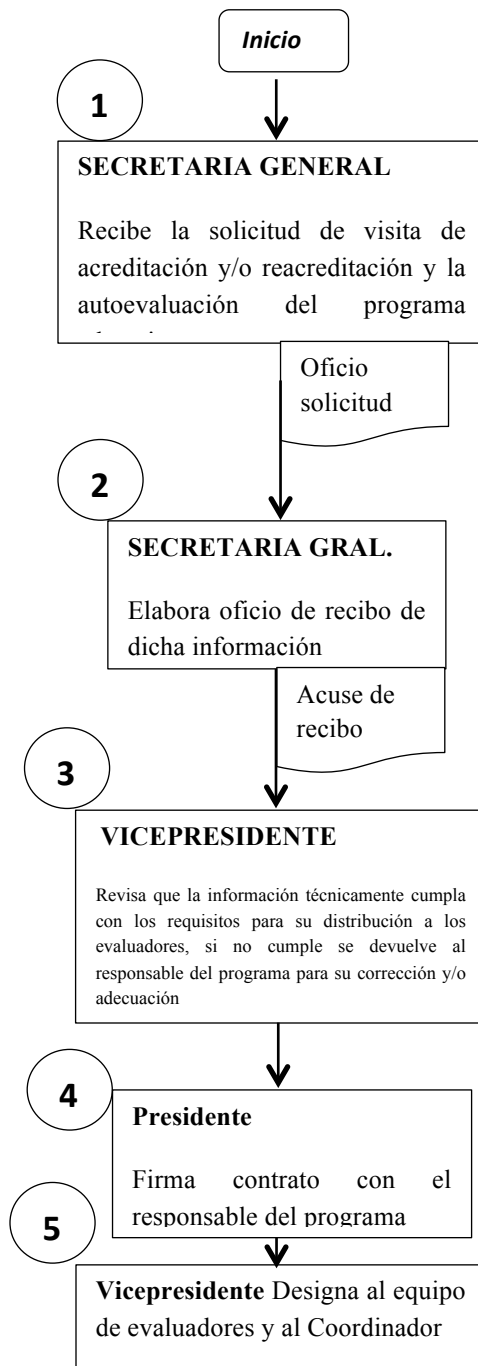 Inicio
1
SECRETARIA GENERAL
Recibe la solicitud de visita de
acreditación y/o reacreditación y la
autoevaluación del programa
Oficio
solicitud
2
SECRETARIA GRAL.
Elabora oficio de recibo de
dicha información
Acuse de
recibo
3
VICEPRESIDENTE
Revisa que la información técnicamente cumpla
con los requisitos para su distribución a los
evaluadores, si no cumple se devuelve al
responsable del programa para su corrección y/o
adecuación
4
Presidente
Firma contrato con el
responsable del programa
5
Vicepresidente Designa al equipo
de evaluadores y al Coordinador